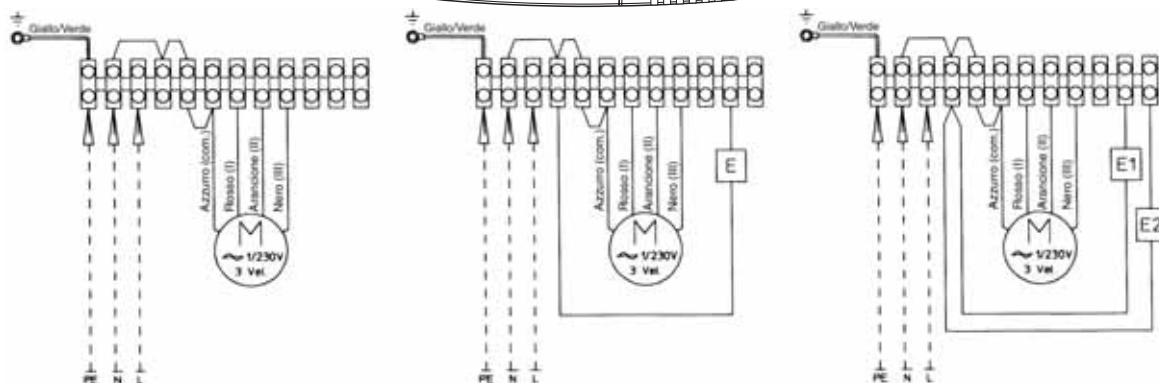 Giallo/Verde
Azzurro (com.)
Rosso (I)
Arancione (II)
Nero (III)
M
~ 1/230V
3 Vel.
PE N L
Giallo/Verde
Azzurro (com.)
Rosso (I)
Arancione (II)
Nero (III)
E
M
~ 1/230V
3 Vel.
PE N L
Giallo/Verde
Azzurro (com.)
Rosso (I)
Arancione (II)
Nero (III)
E1
E2
M
~ 1/230V
3 Vel.
PE N L